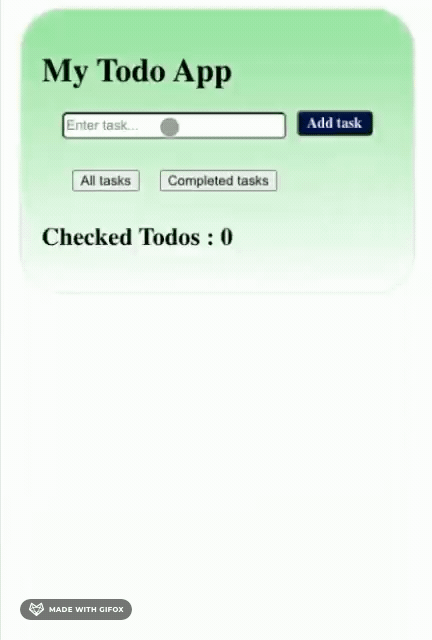 My Todo App
Enter task...
Add task
All tasks
Completed tasks
Checked Todos : 0
MADE WITH GIFOX